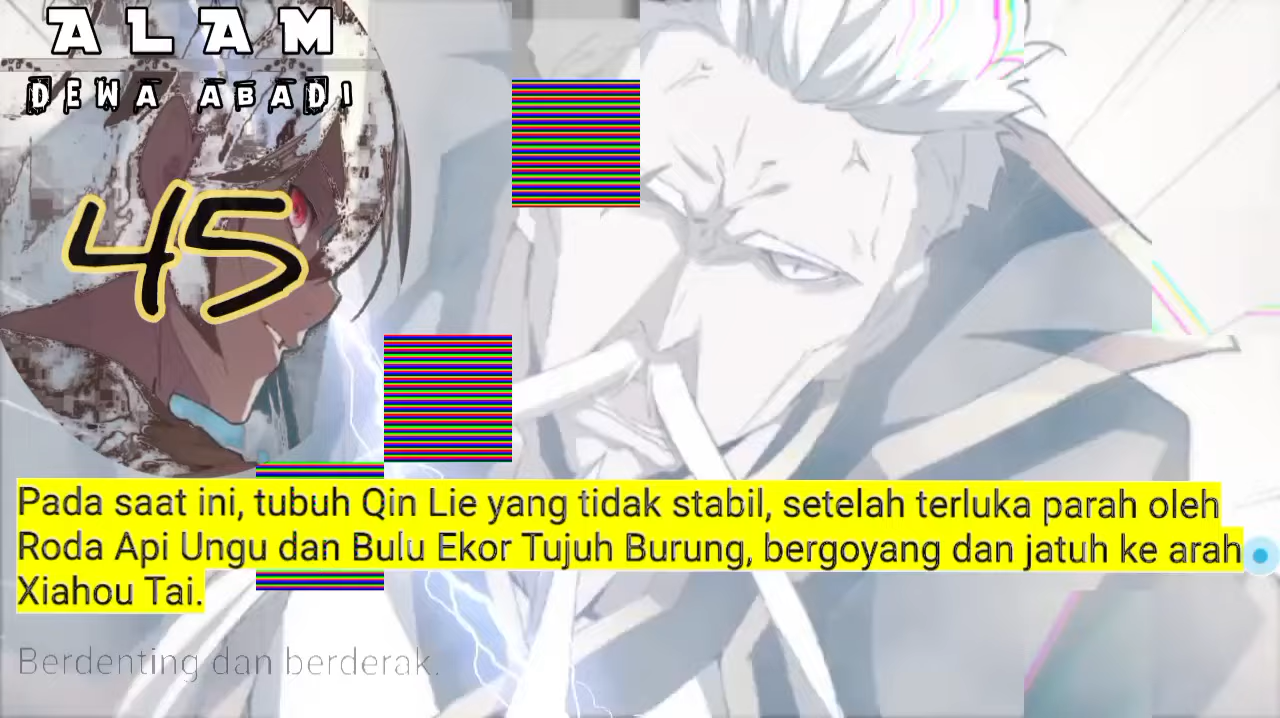 ALAM
DEWA ABADI
45
Pada saat ini, tubuh Qin Lie yang tidak stabil, setelah terluka parah oleh
Roda Api Ungu dan Bulu Ekor Tujuh Burung, bergoyang dan jatuh ke arah
Xiahou Tai.
Berdenting dan berderak.